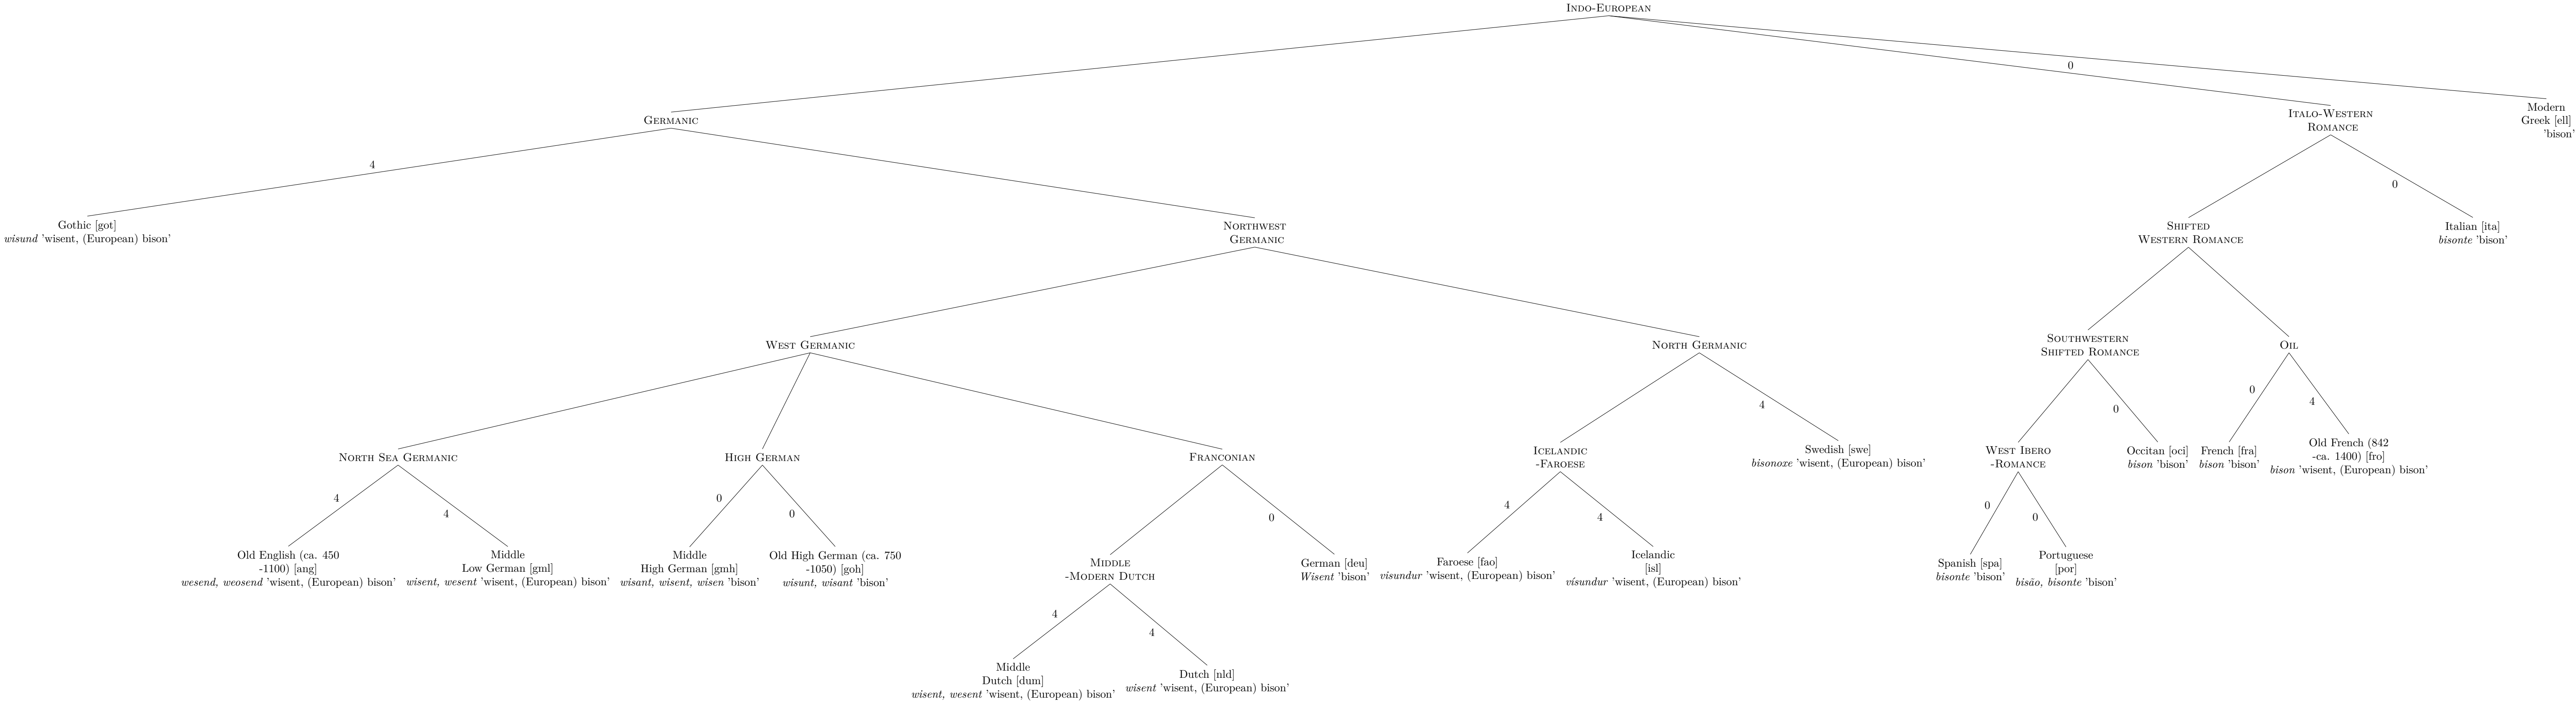 INDO-EUROPEAN
0
GERMANIC
ITALO-WESTERN
ROMANCE
Modern
Greek [ell]
'bison'
4
0
Gothic [got]
wisund 'wisent, (European) bison'
NORTHWEST
GERMANIC
SHIFTED
WESTERN ROMANCE
Italian [ita]
bisonte 'bison'
WEST GERMANIC
NORTH GERMANIC
SOUTHWESTERN
SHIFTED ROMANCE
OIL
4
0
0
4
NORTH SEA GERMANIC
HIGH GERMAN
FRANCONIAN
ICELANDIC
-FAROESE
Swedish [swe]
bisonoxe 'wisent, (European) bison'
WEST IBERO
-ROMANCE
Occitan [oci]
bison 'bison'
French [fra]
bison 'bison'
Old French (842
-ca. 1400) [fro]
bison 'wisent, (European) bison'
4
4
0
0
0
4
4
0
0
Old English (ca. 450
-1100) [ang]
wesend, weosend 'wisent, (European) bison'
Middle
Low German [gml]
wisent, wesent 'wisent, (European) bison'
Middle
High German [gmh]
wisant, wisent, wisen 'bison'
Old High German (ca. 750
-1050) [goh]
wisunt, wisant 'bison'
MIDDLE
-MODERN DUTCH
German [deu]
Wisent 'bison'
Faroese [fao]
visundur 'wisent, (European) bison'
Icelandic
[isl]
vísundur 'wisent, (European) bison'
Spanish [spa]
bisonte 'bison'
Portuguese
[por]
bisão, bisonte 'bison'
4
4
Middle
Dutch [dum]
wisent, wesent 'wisent, (European) bison'
Dutch [nld]
wisent 'wisent, (European) bison'